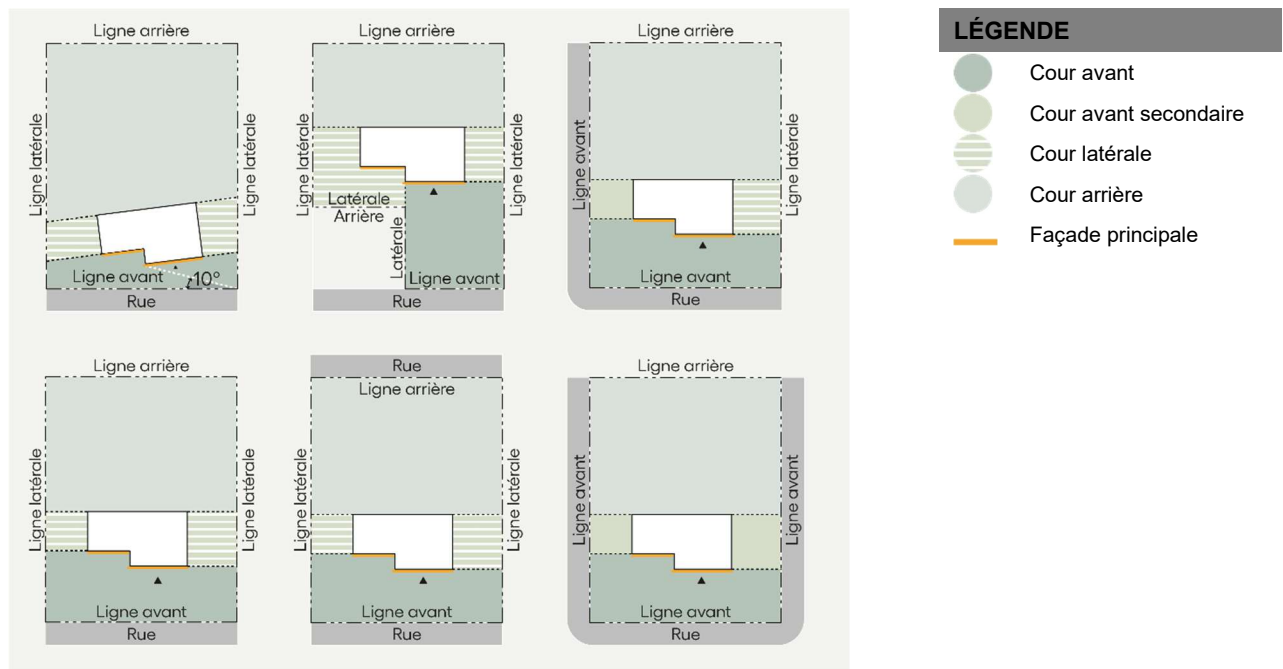 Ligne arrière
Ligne latérale
Ligne latérale
Ligne avant
10°
Rue
Ligne arrière
Ligne latérale
Ligne latérale
Latérale
Arrière
Latérale
Ligne avant
Rue
Ligne arrière
Ligne avant
Ligne latérale
Ligne avant
Rue
Ligne arrière
Ligne latérale
Ligne latérale
Ligne avant
Rue
Rue
Ligne arrière
Ligne latérale
Ligne latérale
Ligne avant
Rue
Ligne arrière
Ligne avant
Ligne avant
Ligne avant
Rue
LÉGENDE
Cour avant
Cour avant secondaire
Cour latérale
Cour arrière
Façade principale